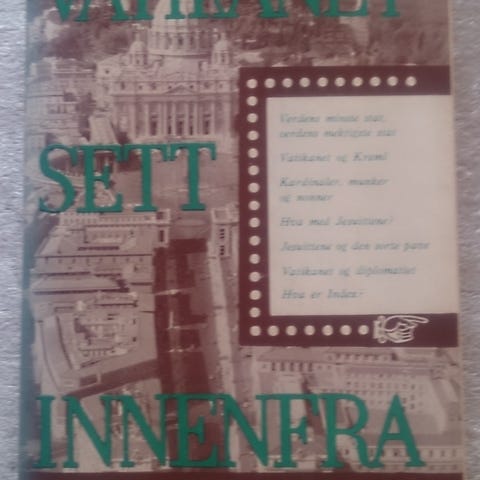 VATIKANET
SETT
INNENFRA
Verdens minste stat,
verdens mektigste stat
Vatikanet og Kreml
Kardinaler, munker
og nonner
Hva med Jesuittene?
Jesuittene og den sorte pave
Vatikanet og diplomatiet
Hva er Index?